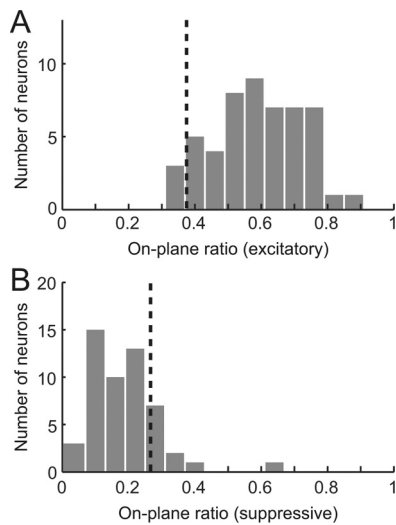 A
Number of neurons
10
5
0
0 0.2 0.4 0.6 0.8 1
On-plane ratio (excitatory)
B
Number of neurons
20
15
10
5
0
0 0.2 0.4 0.6 0.8 1
On-plane ratio (suppressive)